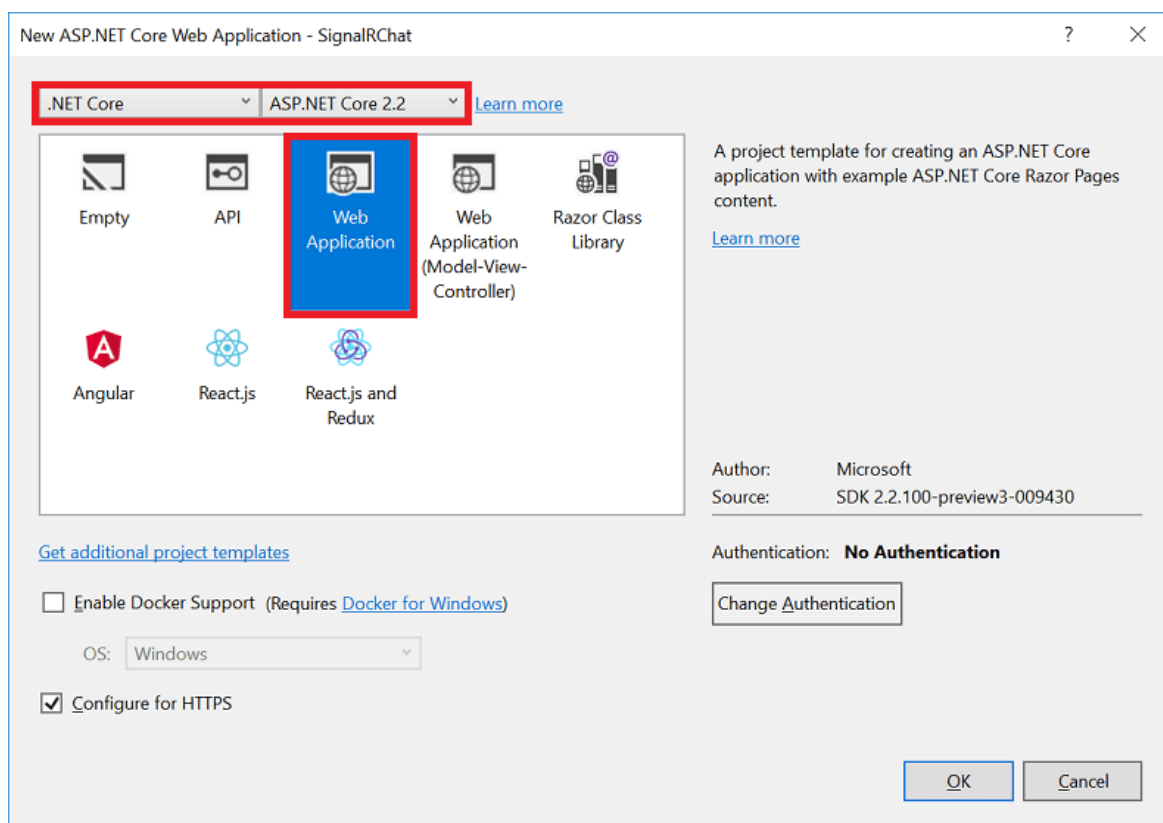 New ASP.NET Core Web Application - SignalRChat
?
.NET Core
ASP.NET Core 2.2
Learn more
Empty
API
Web
Application
Web
Application
(Model-View-
Controller)
Razor Class
Library
Angular
React.js
React.js and
Redux
A project template for creating an ASP.NET Core
application with example ASP.NET Core Razor Pages
content.
Learn more
Author: Microsoft
Source: SDK 2.2.100-preview3-009430
Get additional project templates
Enable Docker Support (Requires Docker for Windows)
OS: Windows
Configure for HTTPS
Authentication: No Authentication
Change Authentication
OK
Cancel